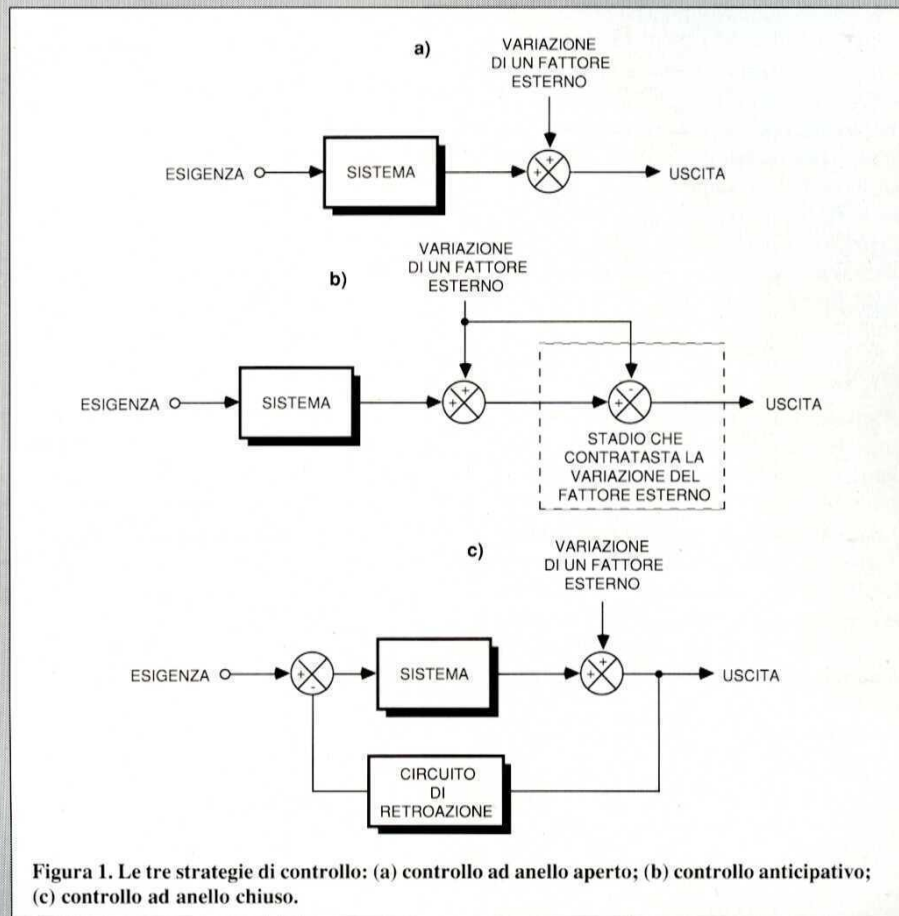 a)
VARIAZIONE
DI UN FATTORE
ESTERNO
+
+
ESIGENZA
SISTEMA
USCITA
b)
VARIAZIONE
DI UN FATTORE
ESTERNO
+
+
-
+
ESIGENZA
SISTEMA
USCITA
STADIO CHE
CONTRATASTA LA
VARIAZIONE DEL
FATTORE ESTERNO
c)
VARIAZIONE
DI UN FATTORE
ESTERNO
+
-
+
+
ESIGENZA
SISTEMA
USCITA
CIRCUITO
DI
RETROAZIONE
Figura 1. Le tre strategie di controllo: (a) controllo ad anello aperto; (b) controllo anticipativo;
(c) controllo ad anello chiuso.